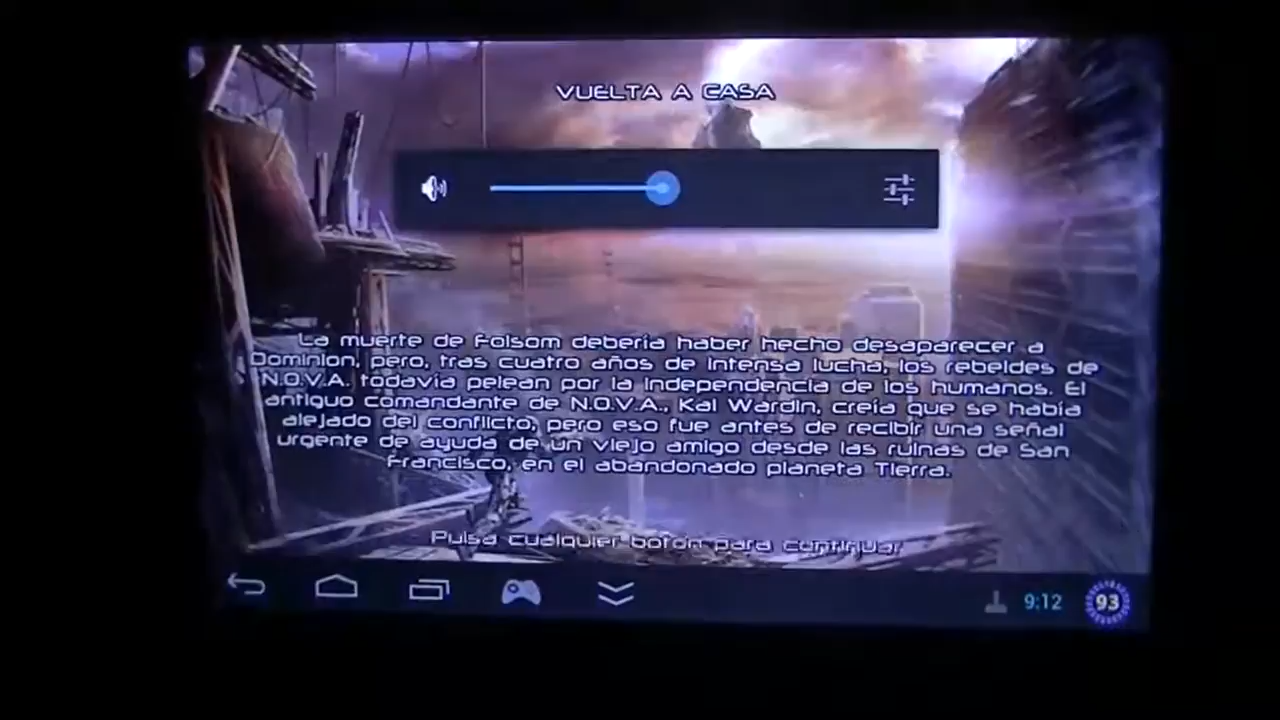 VUELTA A CASA
La muerte de Folsom debería haber hecho desaparecer a
Dominion, pero, tras cuatro años de intensa lucha, los rebeldes de
N.O.V.A. todavía pelean por la independencia de los humanos. El
antiguo comandante de N.O.V.A., Kal Wardin, creía que se había
alejado del conflicto, pero eso fue antes de recibir una señal
urgente de ayuda de un viejo amigo desde las ruinas de San
Francisco, en el abandonado planeta Tierra.
Pulsa cualquier botón para continuar
9:12
93